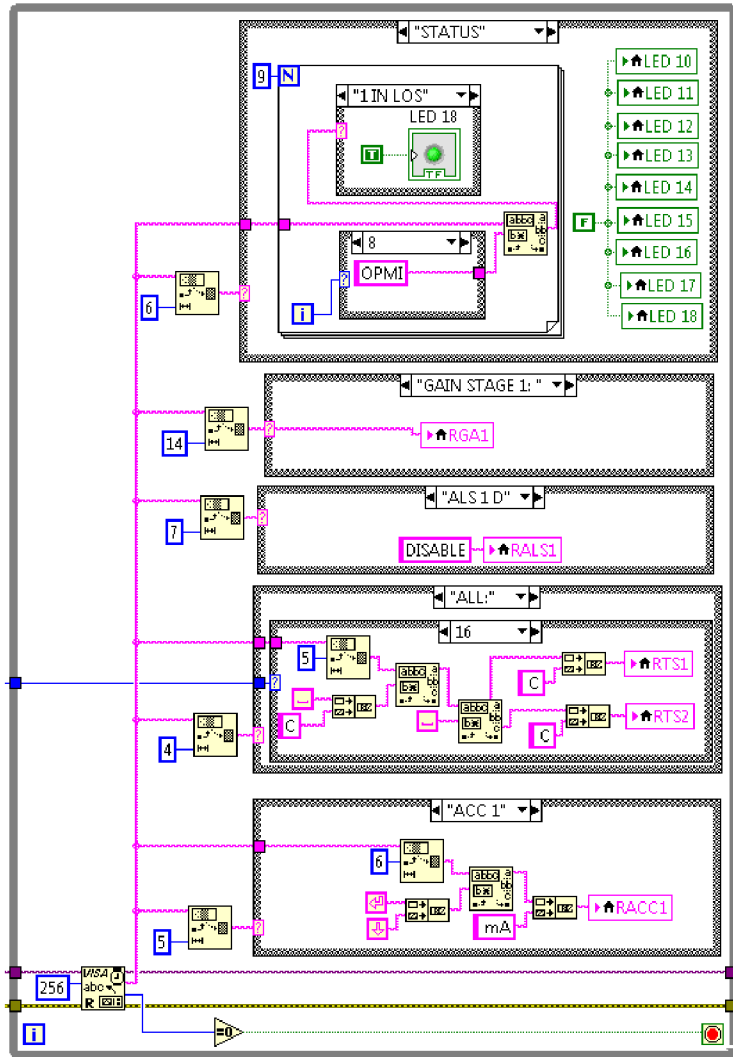 "STATUS"
9 N
"1 IN LOS"
LED 18
?
T
TF
8
OPMI
?
i
abbc
F
LED 10
LED 11
LED 12
LED 13
LED 14
LED 15
LED 16
LED 17
LED 18
6
?
"GAIN STAGE 1: "
14
?
RGA1
"ALS 1 D"
7
?
DISABLE
RALS1
"ALL:"
16
5
?
C
C
RTS1
C
RTS2
4
?
"ACC 1"
6
mA
RACC1
5
?
256
VISA
abc
R
=0
i